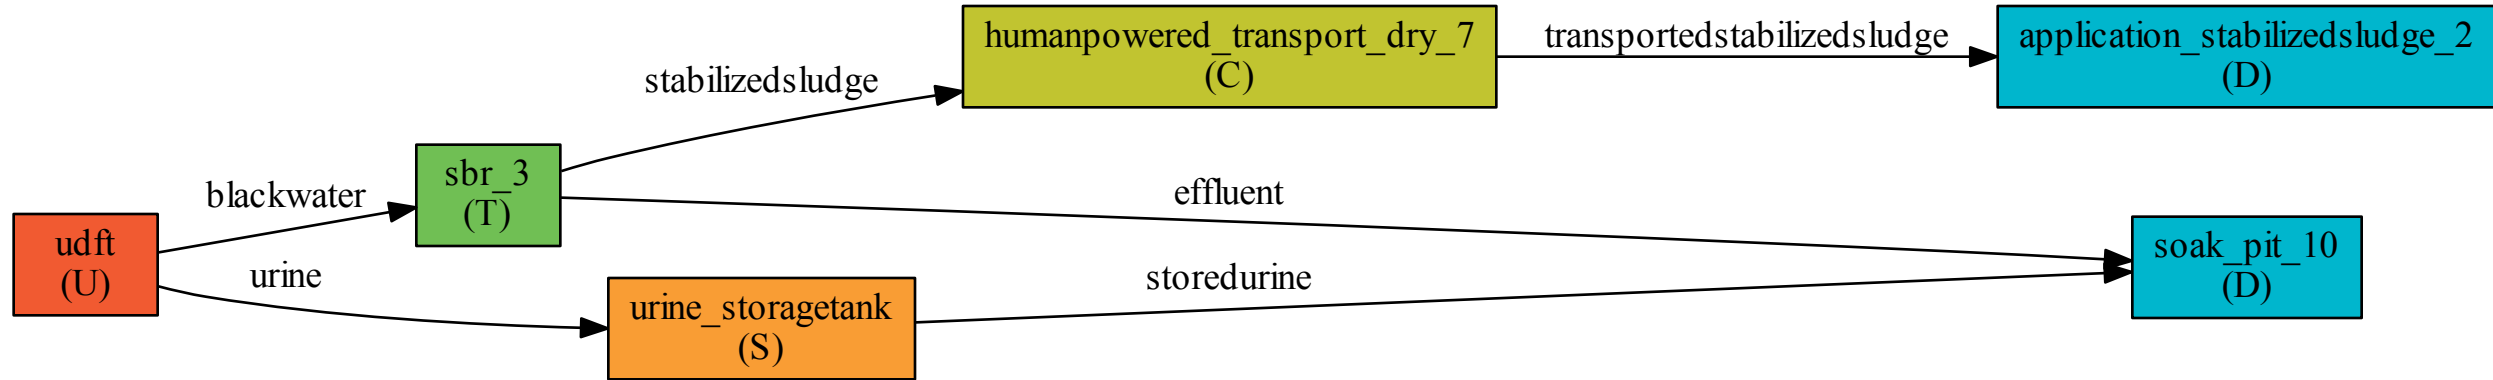 humanpowered_transport_dry_7
(C)
transportedstabilizedsludge
application_stabilizedsludge_2
(D)
stabilizedsludge
sbr_3
(T)
blackwater
effluent
udft
(U)
urine
storedurine
soak_pit_10
(D)
urine_storagetank
(S)